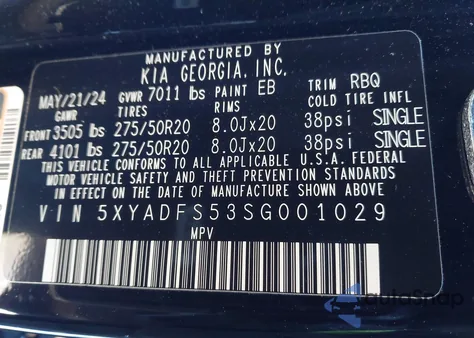 MANUFACTURED BY
KIA GEORGIA, INC.
MAY/21/24 GVWR 7011 lbs PAINT EB TRIM RBQ
GAWR TIRES RIMS COLD TIRE INFL
FRONT 3505 lbs 275/50R20 8.0Jx20 38psi SINGLE
REAR 4101 lbs 275/50R20 8.0Jx20 38psi SINGLE
THIS VEHICLE CONFORMS TO ALL APPLICABLE U.S.A. FEDERAL
MOTOR VEHICLE SAFETY AND THEFT PREVENTION STANDARDS
IN EFFECT ON THE DATE OF MANUFACTURE SHOWN ABOVE
VIN 5XYADFS53SG001029
MPV
autoSnap